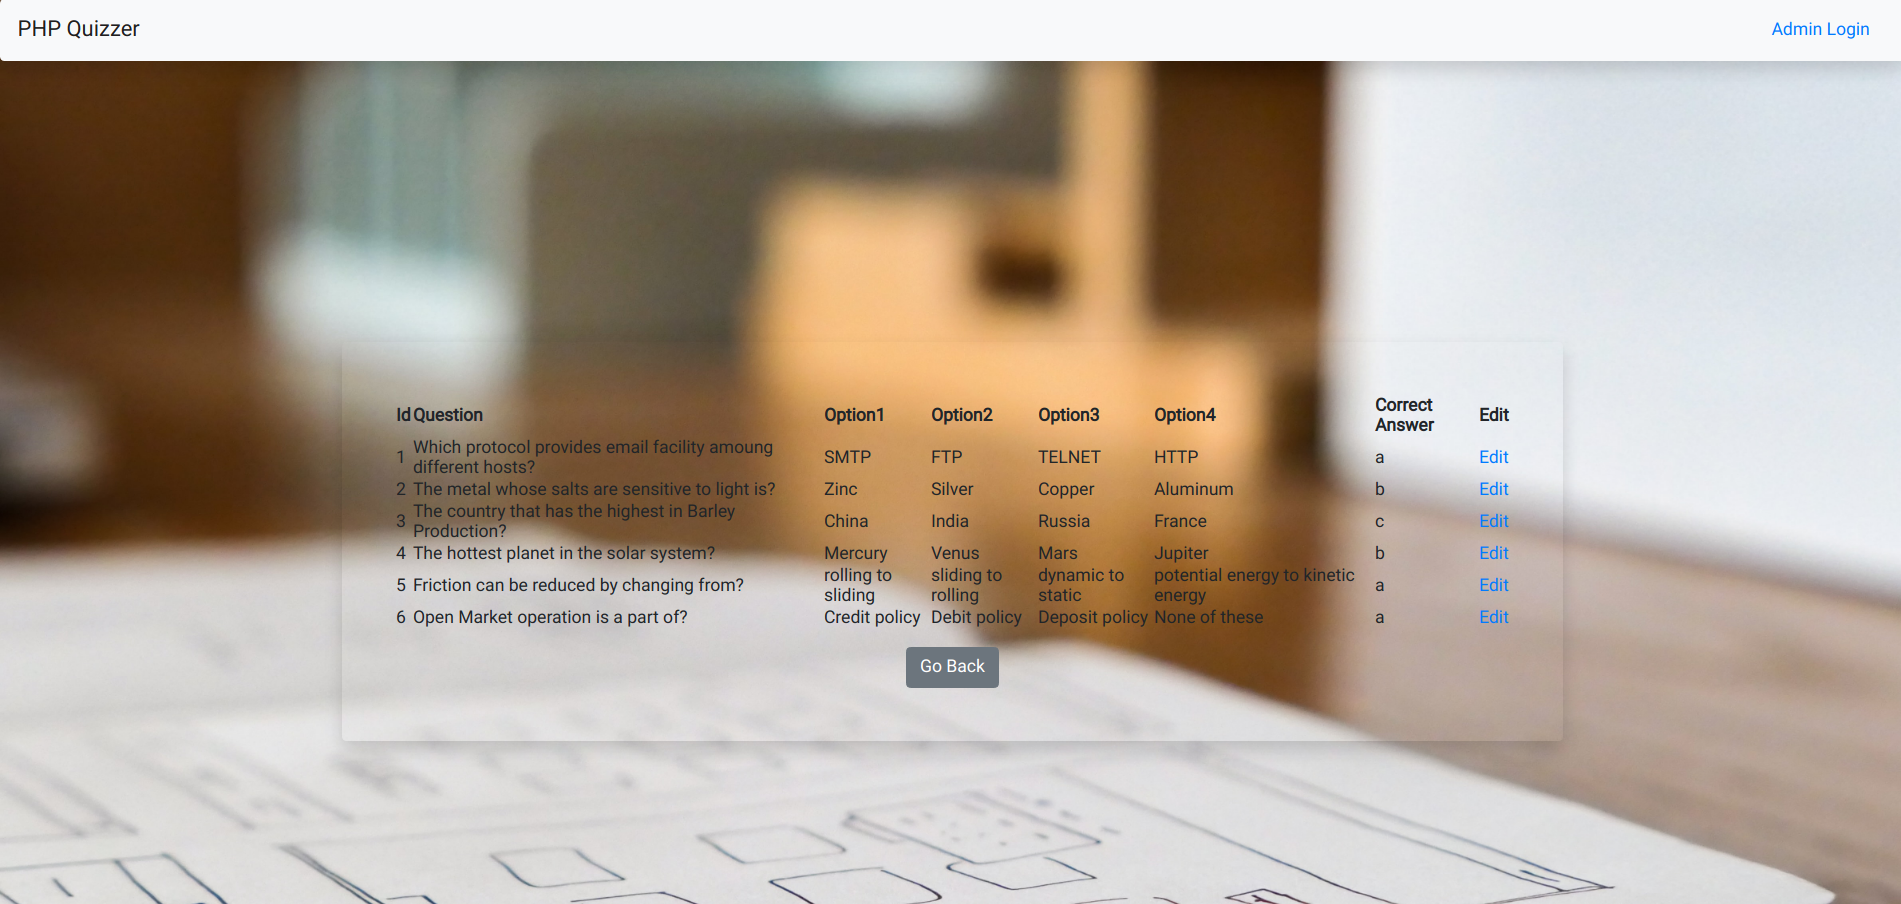 PHP Quizzer Admin Login
Id Question Option1 Option2 Option3 Option4 Correct Answer Edit
1 Which protocol provides email facility amoung different hosts? SMTP FTP TELNET HTTP a Edit
2 The metal whose salts are sensitive to light is? Zinc Silver Copper Aluminum b Edit
3 The country that has the highest in Barley Production? China India Russia France c Edit
4 The hottest planet in the solar system? Mercury Venus Mars Jupiter b Edit
5 Friction can be reduced by changing from? rolling to sliding sliding to rolling dynamic to static potential energy to kinetic energy a Edit
6 Open Market operation is a part of? Credit policy Debit policy Deposit policy None of these a Edit
Go Back